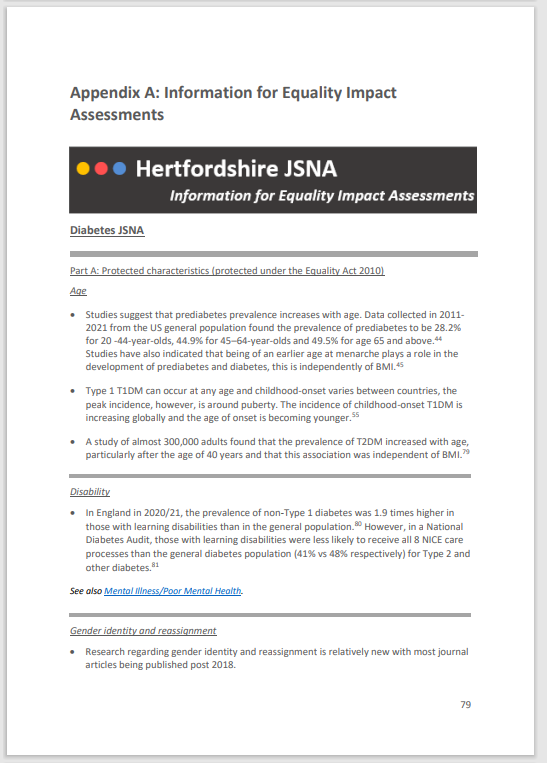 Appendix A: Information for Equality Impact
Assessments
Hertfordshire JSNA
Information for Equality Impact Assessments
Diabetes JSNA
Part A: Protected characteristics (protected under the Equality Act 2010)
Age
• Studies suggest that prediabetes prevalence increases with age. Data collected in 2011-
2021 from the US general population found the prevalence of prediabetes to be 28.2%
for 20 -44-year-olds, 44.9% for 45–64-year-olds and 49.5% for age 65 and above.44
Studies have also indicated that being of an earlier age at menarche plays a role in the
development of prediabetes and diabetes, this is independently of BMI.45
• Type 1 T1DM can occur at any age and childhood-onset varies between countries, the
peak incidence, however, is around puberty. The incidence of childhood-onset T1DM is
increasing globally and the age of onset is becoming younger.55
• A study of almost 300,000 adults found that the prevalence of T2DM increased with age,
particularly after the age of 40 years and that this association was independent of BMI.79
Disability
• In England in 2020/21, the prevalence of non-Type 1 diabetes was 1.9 times higher in
those with learning disabilities than in the general population.80 However, in a National
Diabetes Audit, those with learning disabilities were less likely to receive all 8 NICE care
processes than the general diabetes population (41% vs 48% respectively) for Type 2 and
other diabetes.81
See also Mental Illness/Poor Mental Health.
Gender identity and reassignment
• Research regarding gender identity and reassignment is relatively new with most journal
articles being published post 2018.
79